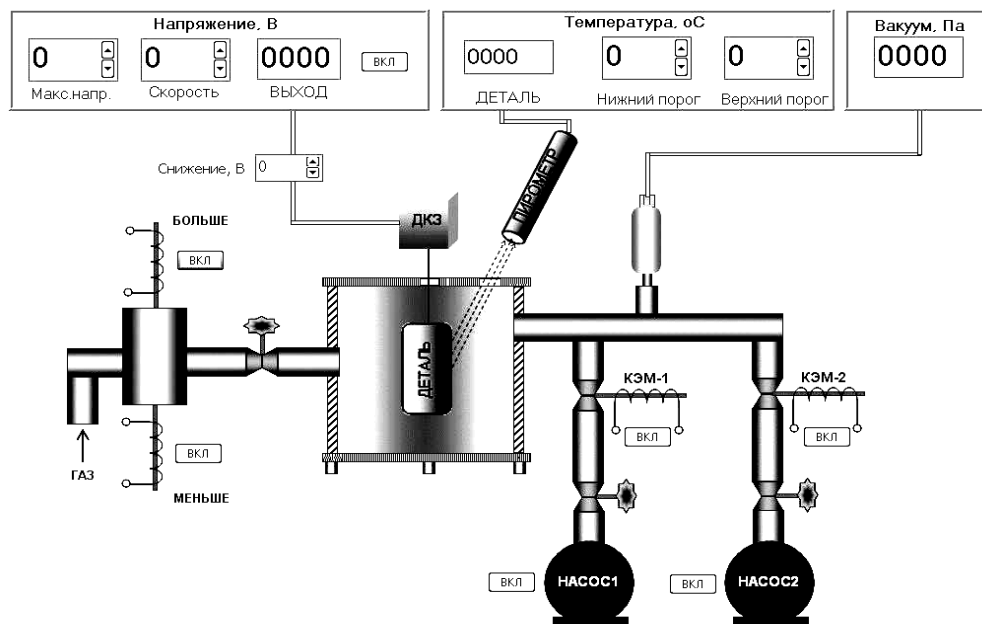 Напряжение, В
Температура, оС
Вакуум, Па
0
0
0000
ВКЛ
0000
0
0
0000
Макс.напр.
Скорость
ВЫХОД
ДЕТАЛЬ
Нижний порог
Верхний порог
Снижение, В
0
ПИРОМЕТР
ДКЗ
БОЛЬШЕ
ВКЛ
ДЕТАЛЬ
КЭМ-1
КЭМ-2
ВКЛ
ВКЛ
ВКЛ
ГАЗ
МЕНЬШЕ
ВКЛ
НАСОС1
ВКЛ
НАСОС2